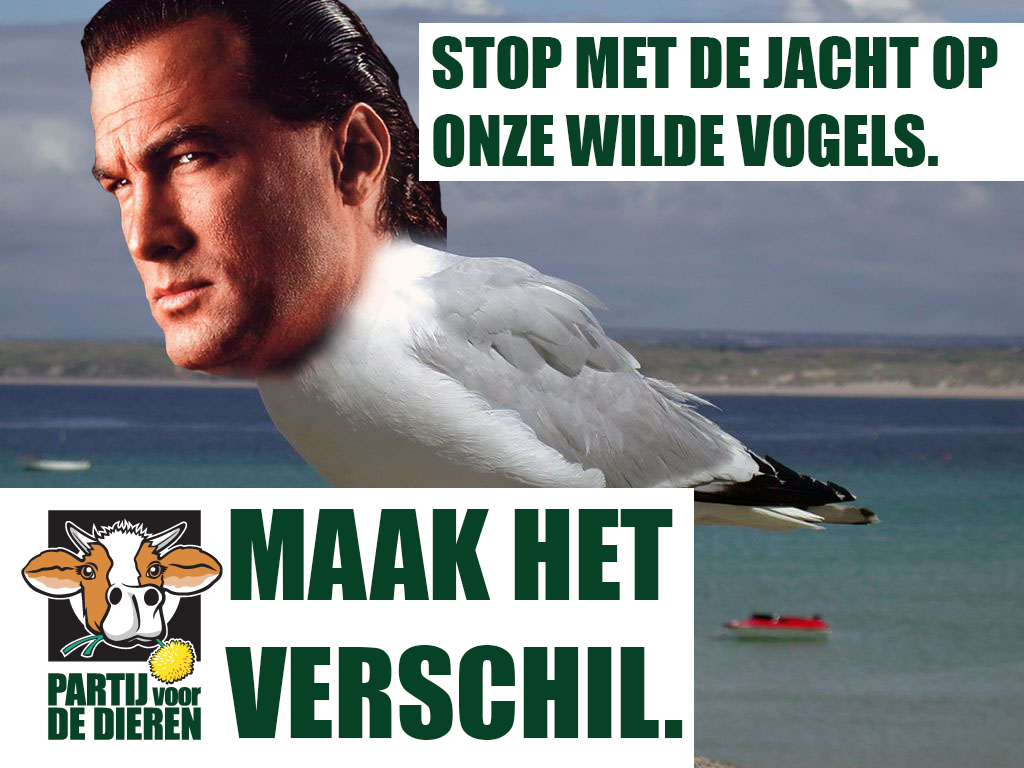 STOP MET DE JACHT OP
ONZE WILDE VOGELS.
MAAK HET
VERSCHIL.
PARTIJ voor
DE DIEREN